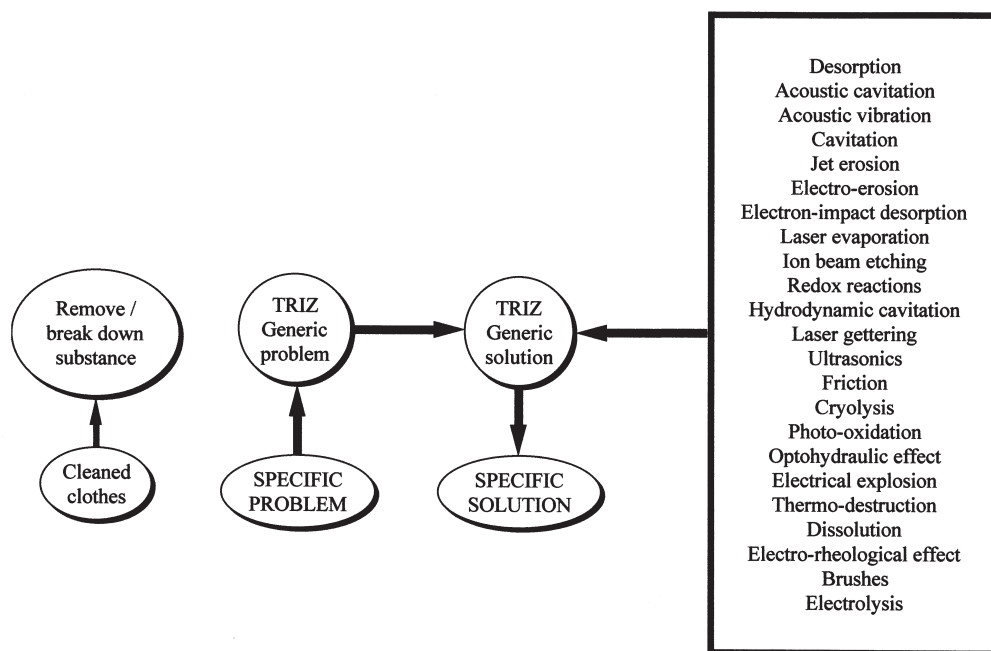 Remove /
break down
substance
Cleaned
clothes
TRIZ
Generic
problem
SPECIFIC
PROBLEM
TRIZ
Generic
solution
SPECIFIC
SOLUTION
Desorption
Acoustic cavitation
Acoustic vibration
Cavitation
Jet erosion
Electro-erosion
Electron-impact desorption
Laser evaporation
Ion beam etching
Redox reactions
Hydrodynamic cavitation
Laser gettering
Ultrasonics
Friction
Cryolysis
Photo-oxidation
Optohydraulic effect
Electrical explosion
Thermo-destruction
Dissolution
Electro-rheological effect
Brushes
Electrolysis